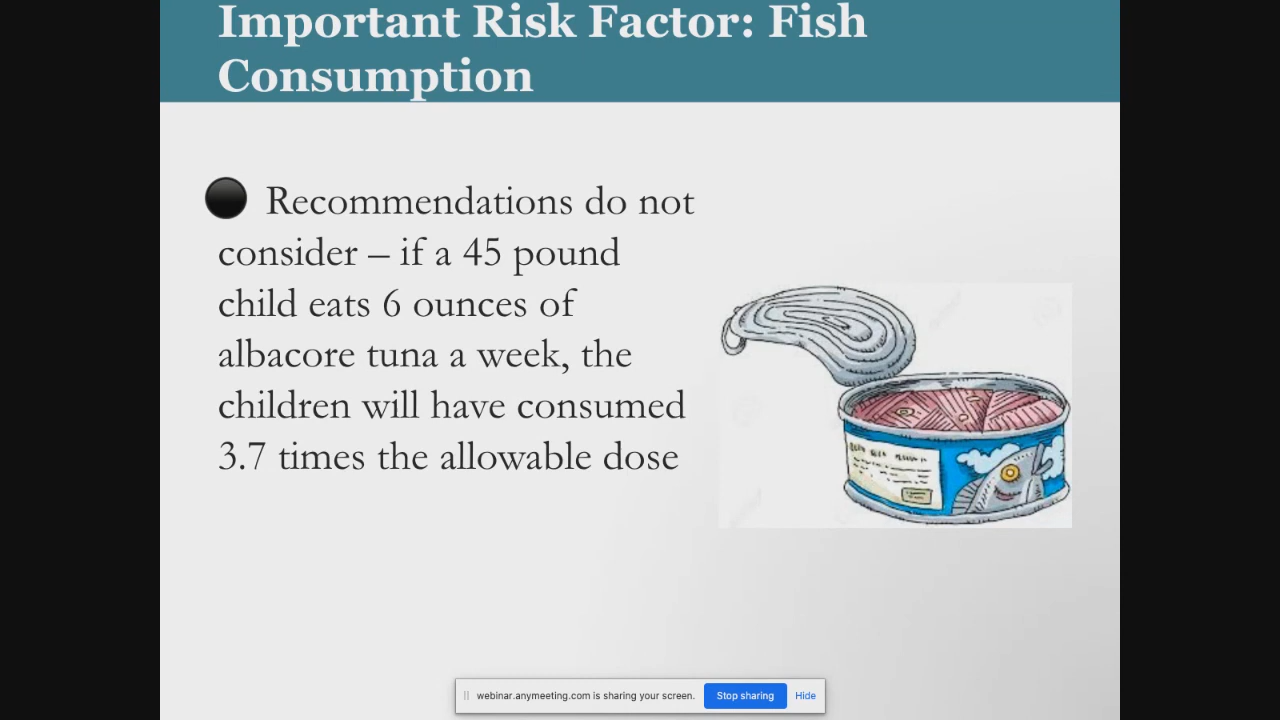 Important Risk Factor: Fish
Consumption
Recommendations do not
consider – if a 45 pound
child eats 6 ounces of
albacore tuna a week, the
children will have consumed
3.7 times the allowable dose
webinar.anymeeting.com is sharing your screen.
Stop sharing
Hide